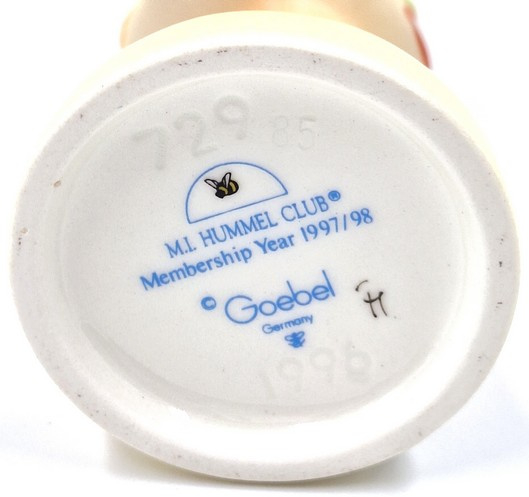 729 85
M.I. HUMMEL CLUB®
Membership Year 1997/98
© Goebel
Germany
1996